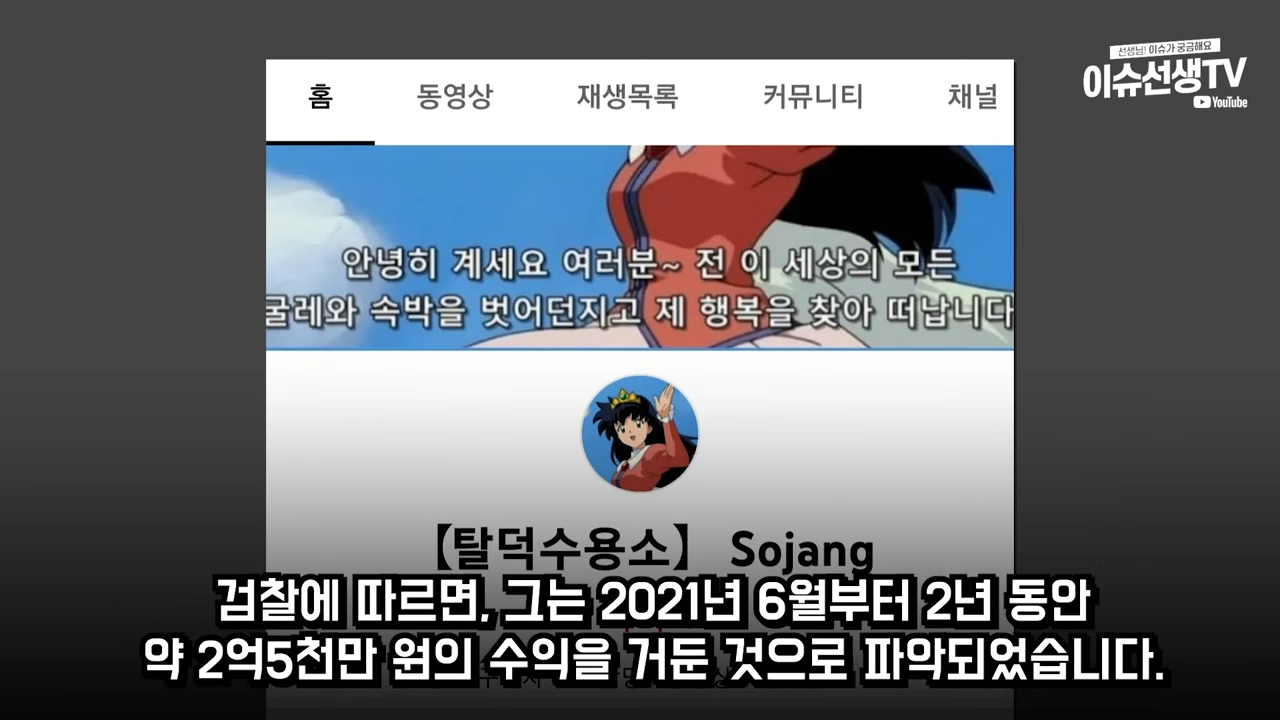 선생님! 이슈가 궁금해요
이슈선생TV
YouTube
홈 동영상 재생목록 커뮤니티 채널
안녕히 계세요 여러분~ 전 이 세상의 모든
굴레와 속박을 벗어던지고 제 행복을 찾아 떠납니다
【탈덕수용소】 Sojang
검찰에 따르면, 그는 2021년 6월부터 2년 동안
약 2억5천만 원의 수익을 거둔 것으로 파악되었습니다.